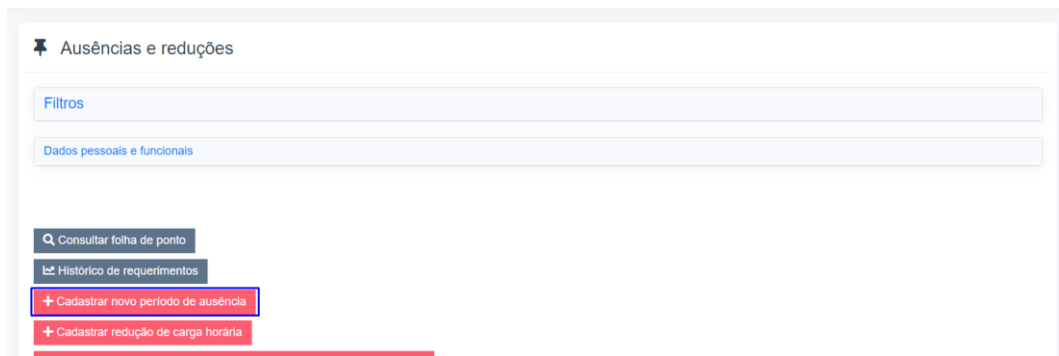 Ausências e reduções
Filtros
Dados pessoais e funcionais
Consultar folha de ponto
Histórico de requerimentos
Cadastrar novo período de ausência
Cadastrar redução de carga horária